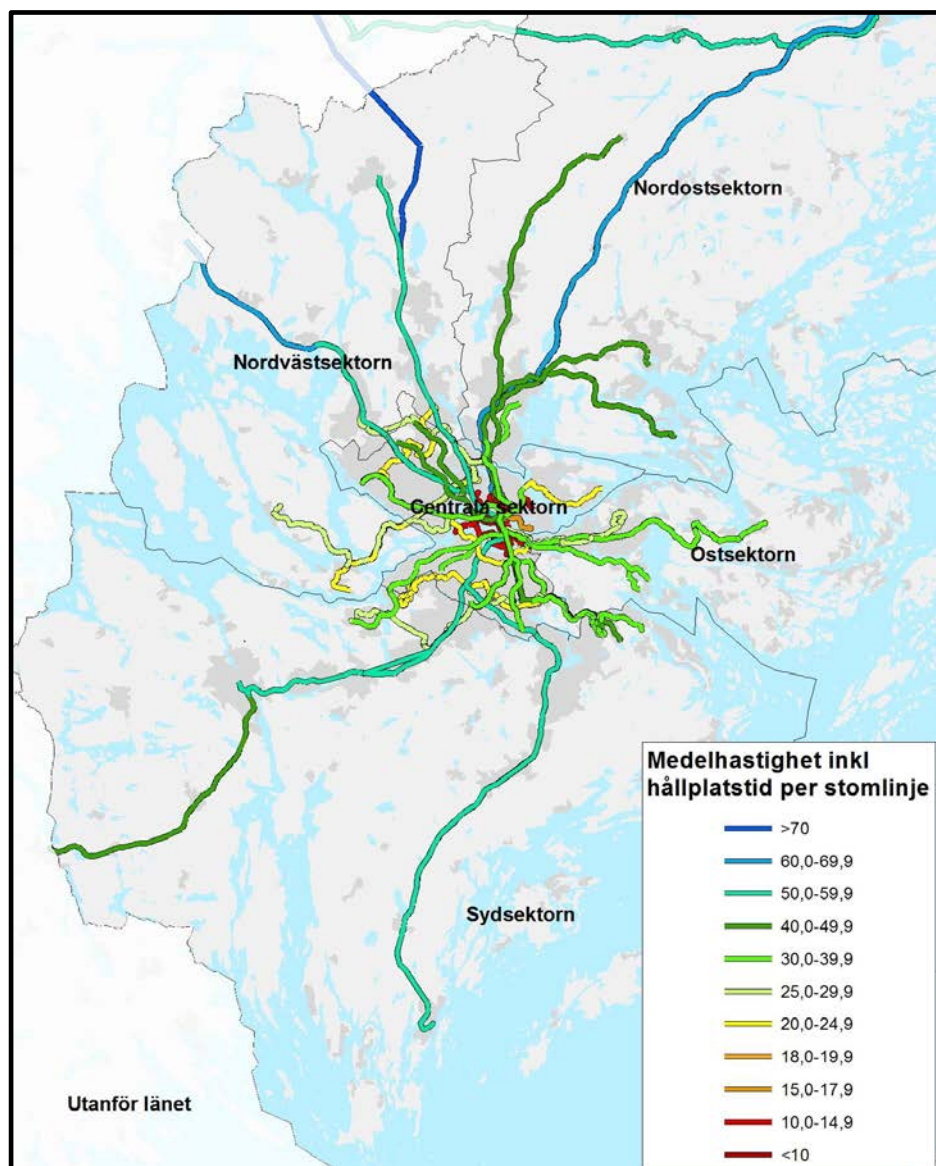 Nordostsektorn
Nordvästsektorn
Centrala sektorn
Ostsektorn
Sydsektorn
Utanför länet
Medelhastighet inkl
hållplatstid per stomlinje
>70
60,0-69,9
50,0-59,9
40,0-49,9
30,0-39,9
25,0-29,9
20,0-24,9
18,0-19,9
15,0-17,9
10,0-14,9
<10